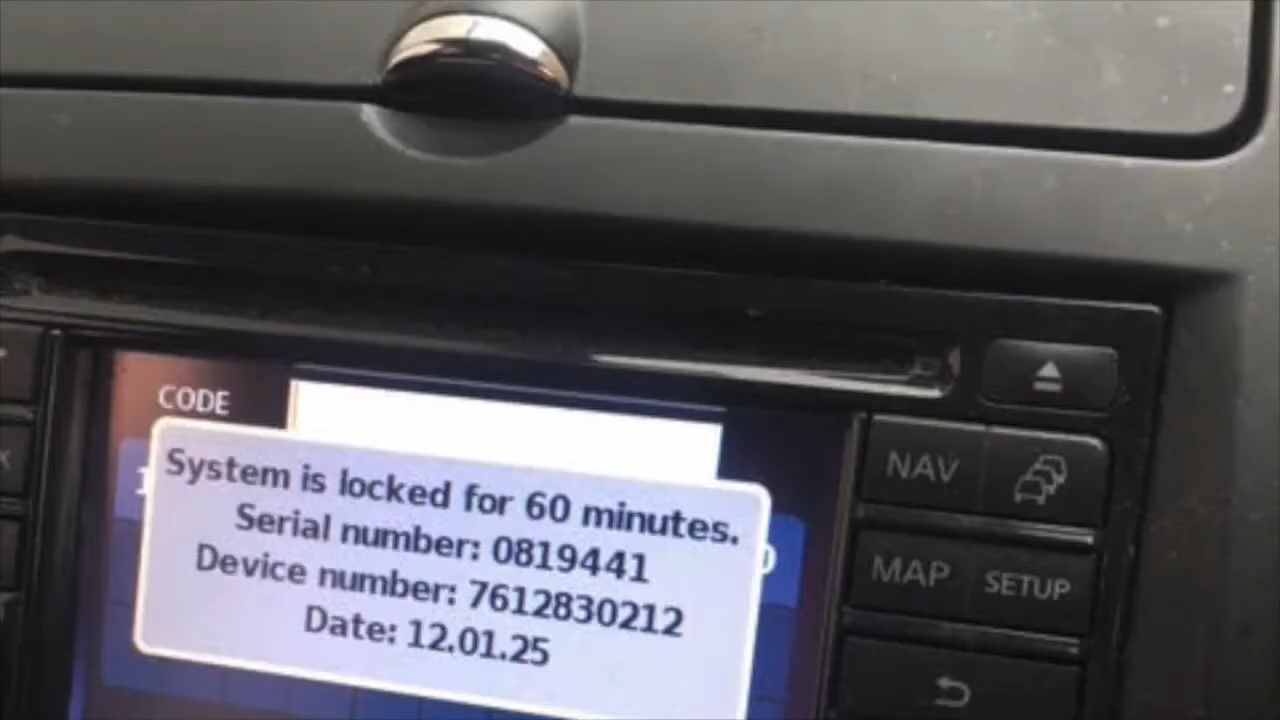 CODE
System is locked for 60 minutes.
Serial number: 0819441
Device number: 7612830212
Date: 12.01.25
NAV
MAP
SETUP